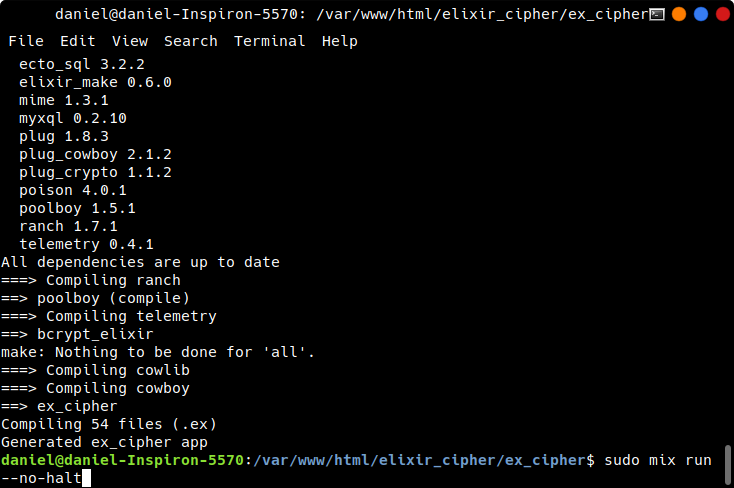 daniel@daniel-Inspiron-5570: /var/www/html/elixir_cipher/ex_cipher
File Edit View Search Terminal Help
ecto_sql 3.2.2
elixir_make 0.6.0
mime 1.3.1
myxql 0.2.10
plug 1.8.3
plug_cowboy 2.1.2
plug_crypto 1.1.2
poison 4.0.1
poolboy 1.5.1
ranch 1.7.1
telemetry 0.4.1
All dependencies are up to date
===> Compiling ranch
==> poolboy (compile)
===> Compiling telemetry
==> bcrypt_elixir
make: Nothing to be done for 'all'.
===> Compiling cowlib
===> Compiling cowboy
==> ex_cipher
Compiling 54 files (.ex)
Generated ex_cipher app
daniel@daniel-Inspiron-5570:/var/www/html/elixir_cipher/ex_cipher$ sudo mix run
--no-halt